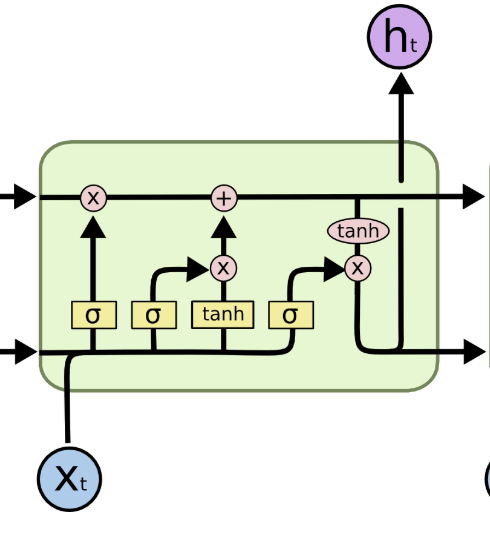 ht
x +
tanh
x x
σ σ tanh σ
Xt